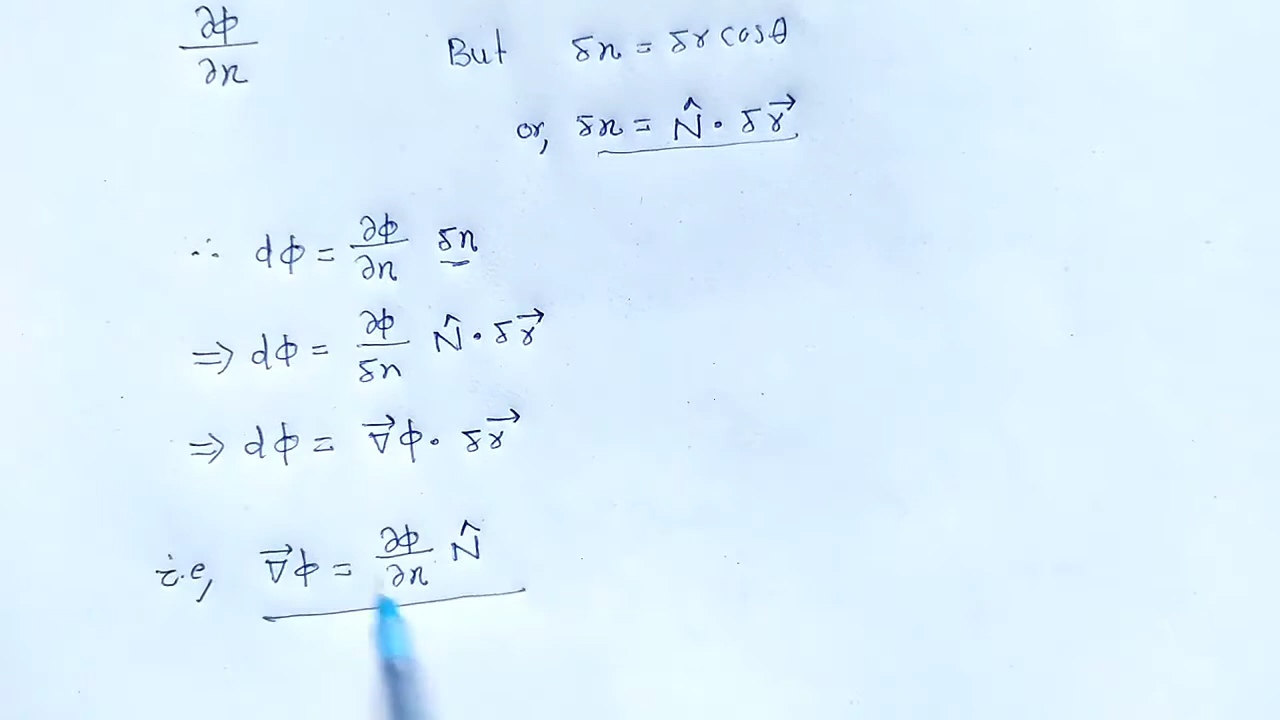 ∂ϕ/∂n
But δn = δr cosθ
or, δn = N̂ · δr⃗
∴ dϕ = ∂ϕ/∂n δn
⇒ dϕ = ∂ϕ/δn N̂ · δr⃗
⇒ dϕ = ∇⃗ϕ · δr⃗
i.e, ∇⃗ϕ = ∂ϕ/∂n N̂